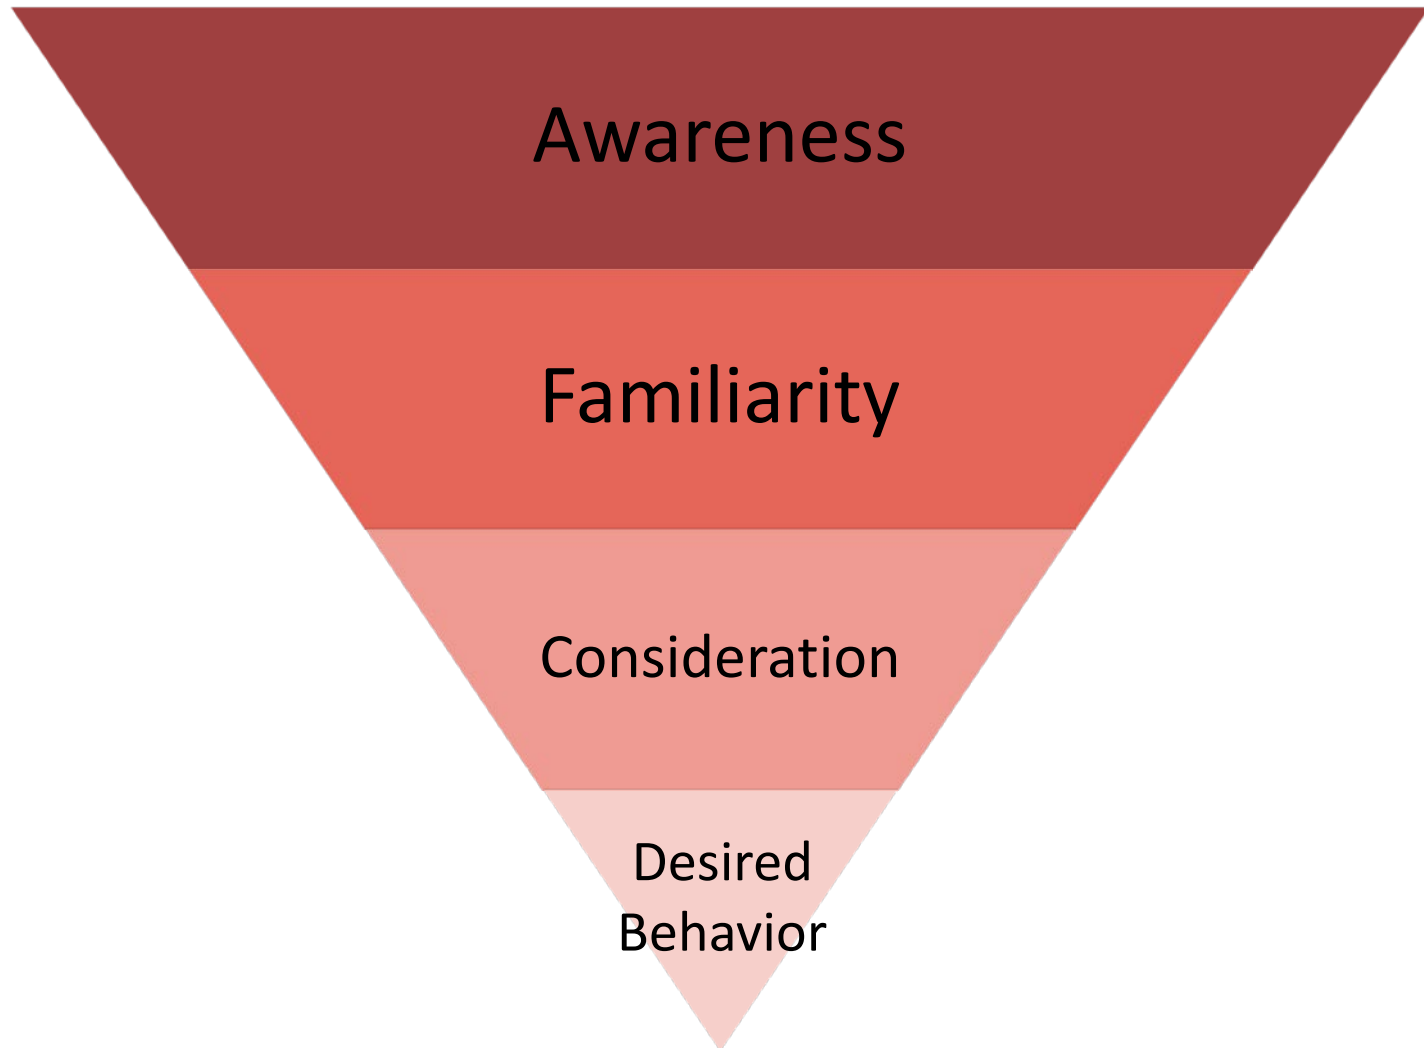 Awareness
Familiarity
Consideration
Desired
Behavior